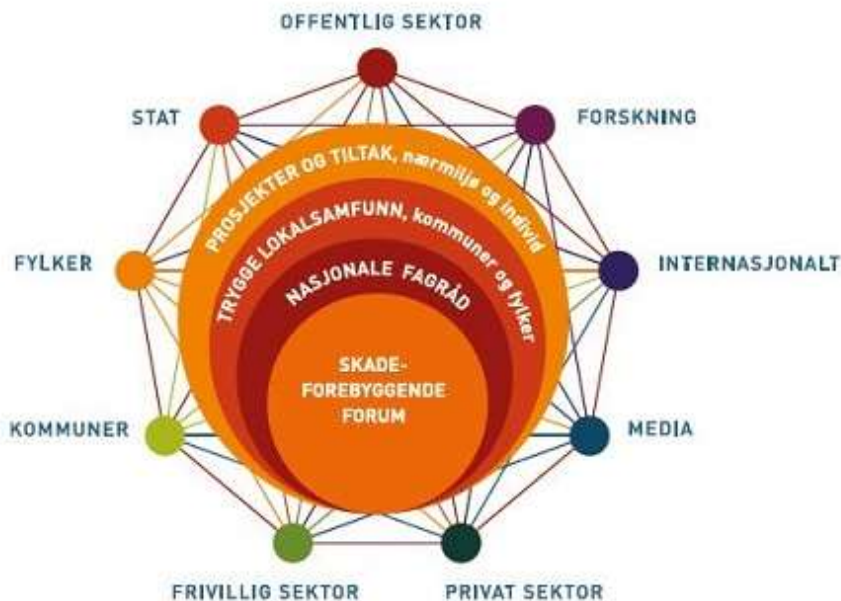 OFFENTLIG SEKTOR
STAT
FORSKNING
PROSJEKTER OG TILTAK, nærmiljø og individ
TRYGGE LOKALSAMFUNN, kommuner og fylker
FYLKER
INTERNASJONALT
NASJONALE FAGRÅD
SKADE-
FOREBYGGENDE
FORUM
KOMMUNER
MEDIA
FRIVILLIG SEKTOR
PRIVAT SEKTOR